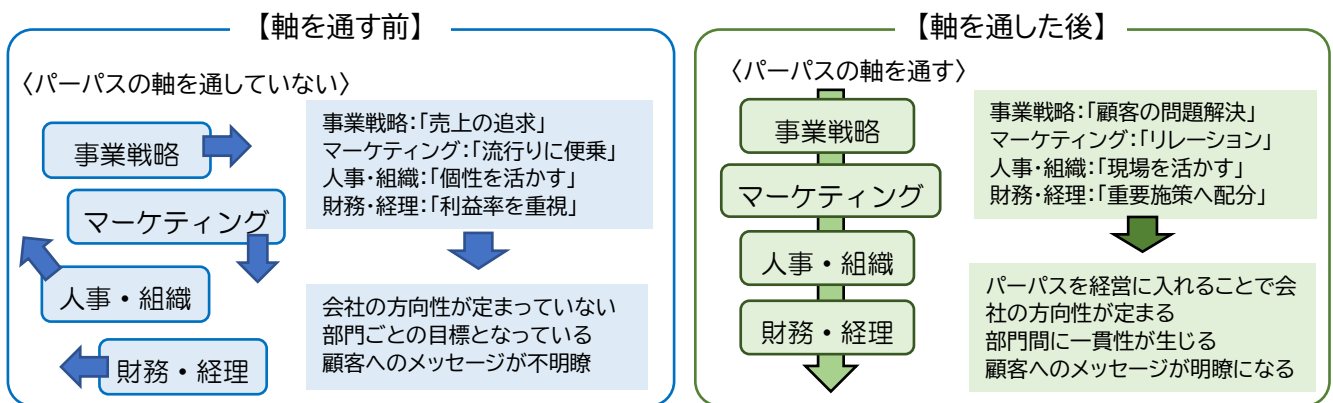 【軸を通す前】
〈パーパスの軸を通していない〉
事業戦略
マーケティング
人事・組織
財務・経理
事業戦略:「売上の追求」
マーケティング:「流行りに便乗」
人事・組織:「個性を活かす」
財務・経理:「利益率を重視」
会社の方向性が定まっていない
部門ごとの目標となっている
顧客へのメッセージが不明瞭
【軸を通した後】
〈パーパスの軸を通す〉
事業戦略
マーケティング
人事・組織
財務・経理
事業戦略:「顧客の問題解決」
マーケティング:「リレーション」
人事・組織:「現場を活かす」
財務・経理:「重要施策へ配分」
パーパスを経営に入れることで会
社の方向性が定まる
部門間に一貫性が生じる
顧客へのメッセージが明瞭になる